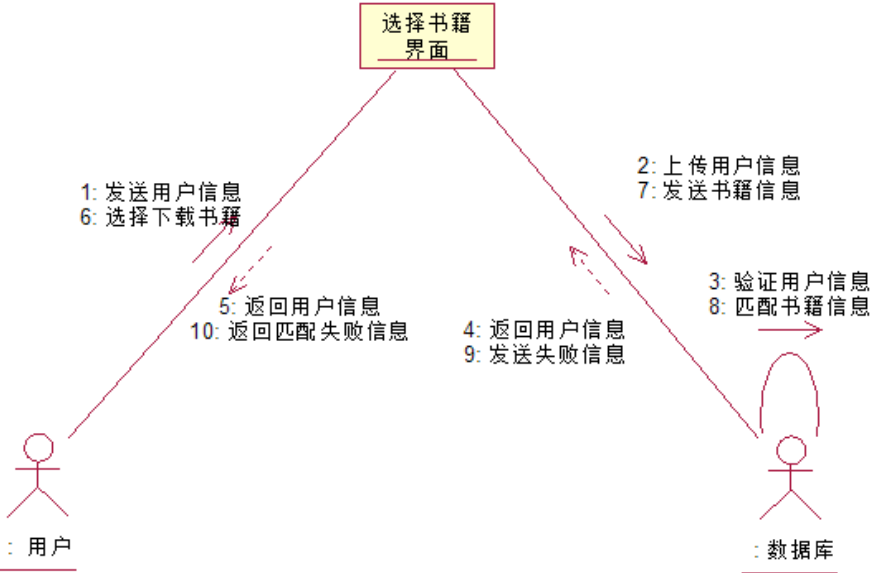 选择书籍
界面
1: 发送用户信息
6: 选择下载书籍
2: 上传用户信息
7: 发送书籍信息
3: 验证用户信息
8: 匹配书籍信息
5: 返回用户信息
10: 返回匹配失败信息
4: 返回用户信息
9: 发送失败信息
: 用户
: 数据库